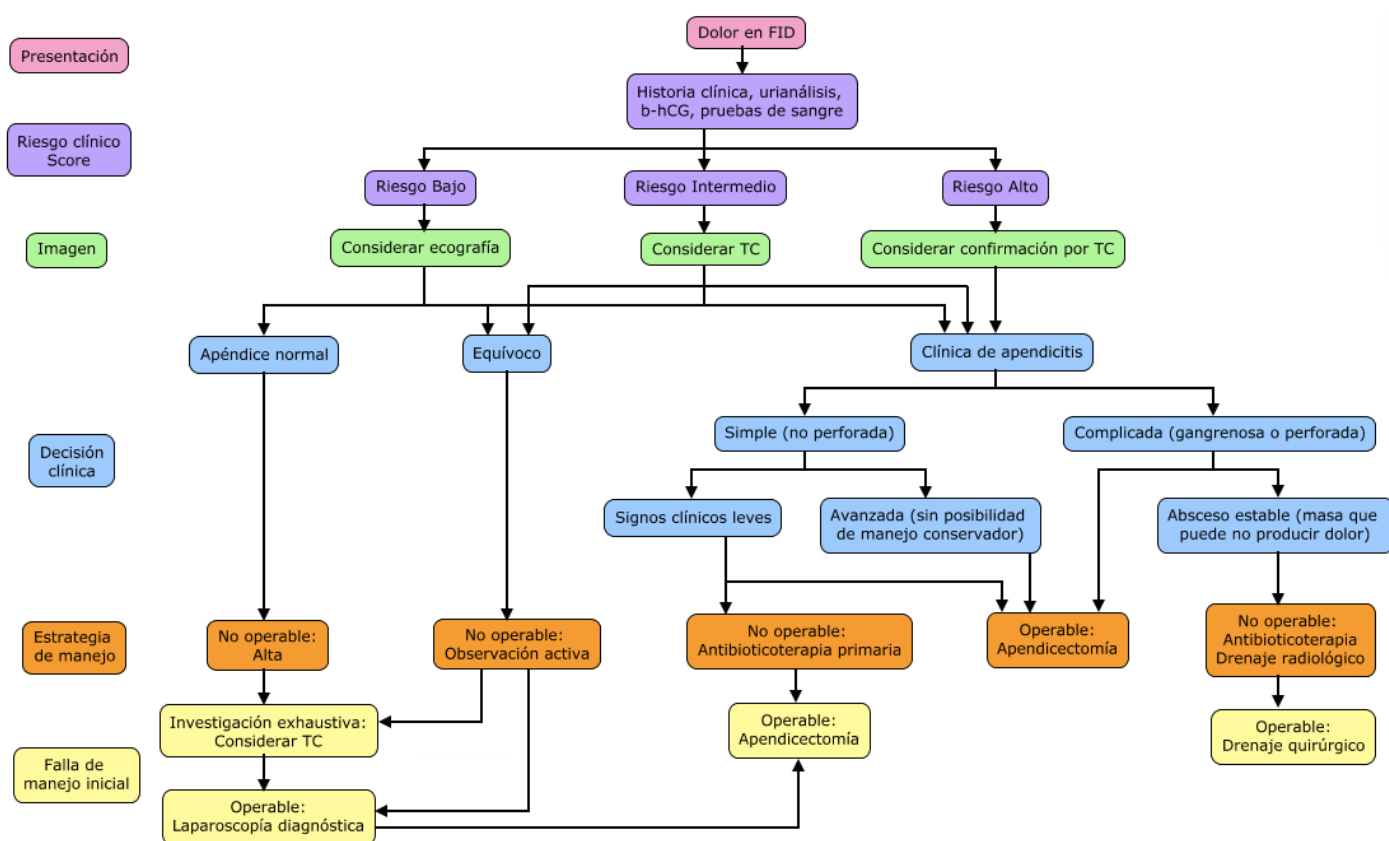 Dolor en FID
Presentación
Historia clínica, urianálisis,
b-hCG, pruebas de sangre
Riesgo clínico
Score
Riesgo Bajo
Riesgo Intermedio
Riesgo Alto
Imagen
Considerar ecografía
Considerar TC
Considerar confirmación por TC
Apéndice normal
Equívoco
Clínica de apendicitis
Decisión
clínica
Simple (no perforada)
Complicada (gangrenosa o perforada)
Signos clínicos leves
Avanzada (sin posibilidad
de manejo conservador)
Absceso estable (masa que
puede no producir dolor)
Estrategia
de manejo
No operable:
Alta
No operable:
Observación activa
No operable:
Antibioticoterapia primaria
Operable:
Apendicectomía
No operable:
Antibioticoterapia
Drenaje radiológico
Investigación exhaustiva:
Considerar TC
Operable:
Apendicectomía
Operable:
Drenaje quirúrgico
Falla de
manejo inicial
Operable:
Laparoscopía diagnóstica